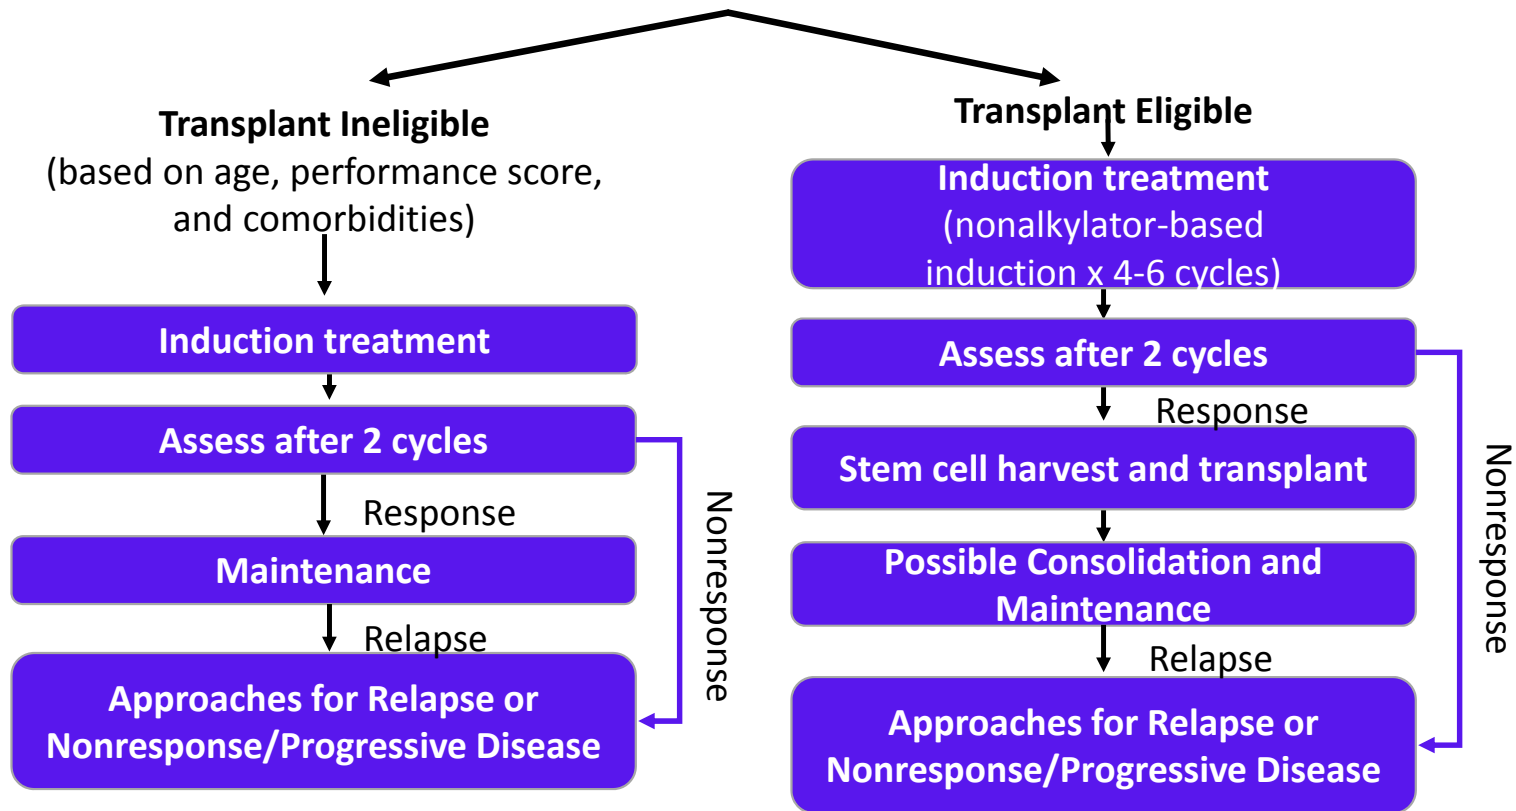 Transplant Ineligible
(based on age, performance score,
and comorbidities)
Induction treatment
Assess after 2 cycles
Response
Maintenance
Relapse
Approaches for Relapse or
Nonresponse/Progressive Disease
Nonresponse
Transplant Eligible
Induction treatment
(nonalkylator-based
induction x 4-6 cycles)
Assess after 2 cycles
Response
Stem cell harvest and transplant
Possible Consolidation and
Maintenance
Relapse
Approaches for Relapse or
Nonresponse/Progressive Disease
Nonresponse